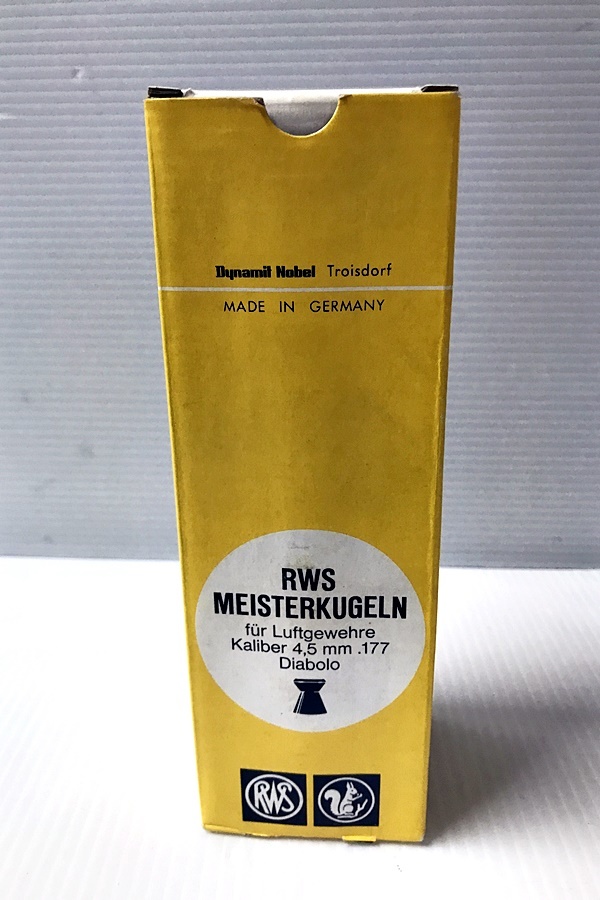 Dynamit Nobel Troisdorf
MADE IN GERMANY
RWS
MEISTERKUGELN
für Luftgewehre
Kaliber 4,5 mm .177
Diabolo
RWS